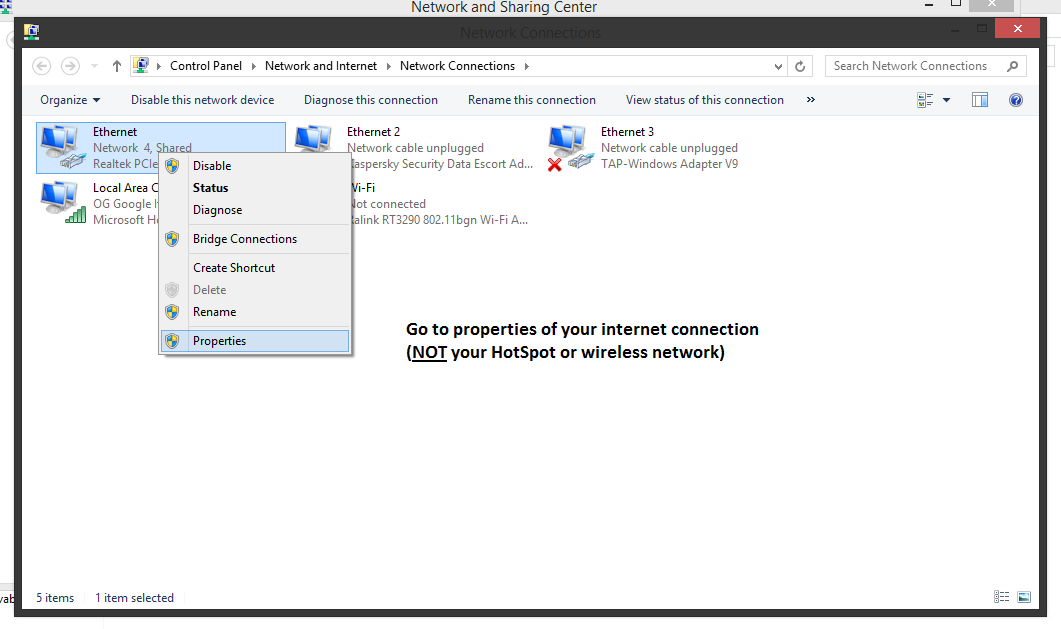 Network and Sharing Center
Network Connections
Control Panel
Network and Internet
Network Connections
Search Network Connections
Organize
Disable this network device
Diagnose this connection
Rename this connection
View status of this connection
»
Ethernet
Network 4, Shared
Realtek PCIe
Ethernet 2
Network cable unplugged
Kaspersky Security Data Escort Ad...
Ethernet 3
Network cable unplugged
TAP-Windows Adapter V9
Local Area C
OG Google
Microsoft Ho
Wi-Fi
Not connected
Ralink RT3290 802.11bgn Wi-Fi A...
Disable
Status
Diagnose
Bridge Connections
Create Shortcut
Delete
Rename
Properties
Go to properties of your internet connection
(NOT your HotSpot or wireless network)
5 items
1 item selected